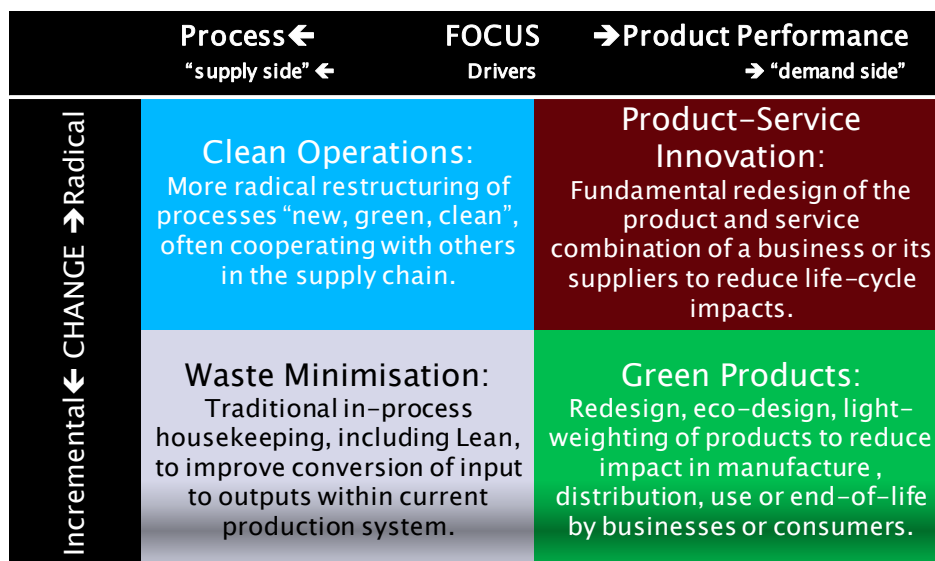 Process← FOCUS →Product Performance
"supply side" ← Drivers → "demand side"
Incremental← CHANGE →Radical
Clean Operations:
More radical restructuring of
processes "new, green, clean",
often cooperating with others
in the supply chain.
Product–Service
Innovation:
Fundamental redesign of the
product and service
combination of a business or its
suppliers to reduce life–cycle
impacts.
Waste Minimisation:
Traditional in–process
housekeeping, including Lean,
to improve conversion of input
to outputs within current
production system.
Green Products:
Redesign, eco–design, light–
weighting of products to reduce
impact in manufacture ,
distribution, use or end–of–life
by businesses or consumers.